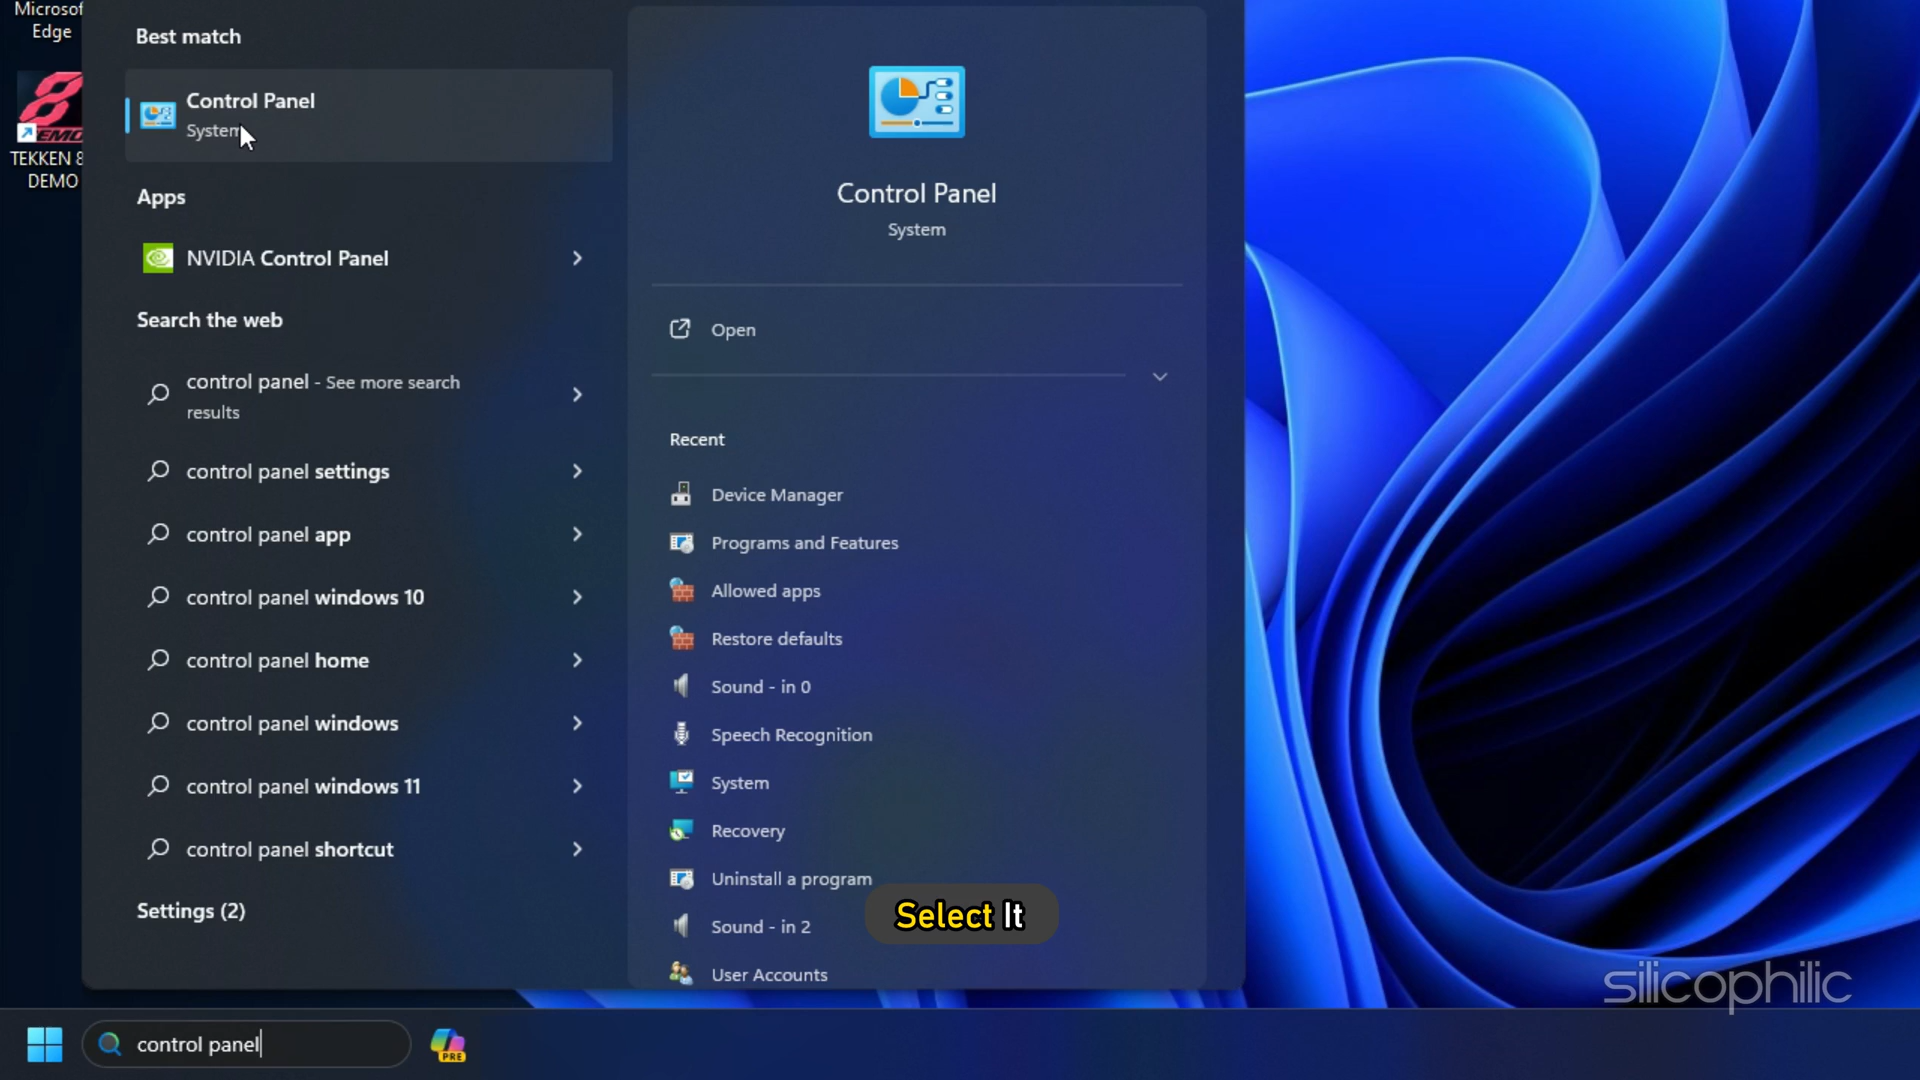 Microsof
Edge
TEKKEN 8
DEMO
Best match
Control Panel
System
Apps
NVIDIA Control Panel
Search the web
control panel - See more search
results
control panel settings
control panel app
control panel windows 10
control panel home
control panel windows
control panel windows 11
control panel shortcut
Settings (2)
Control Panel
System
Open
Recent
Device Manager
Programs and Features
Allowed apps
Restore defaults
Sound - in 0
Speech Recognition
System
Recovery
Uninstall a program
Sound - in 2
User Accounts
Select It
silicophilic
control panel
PRE